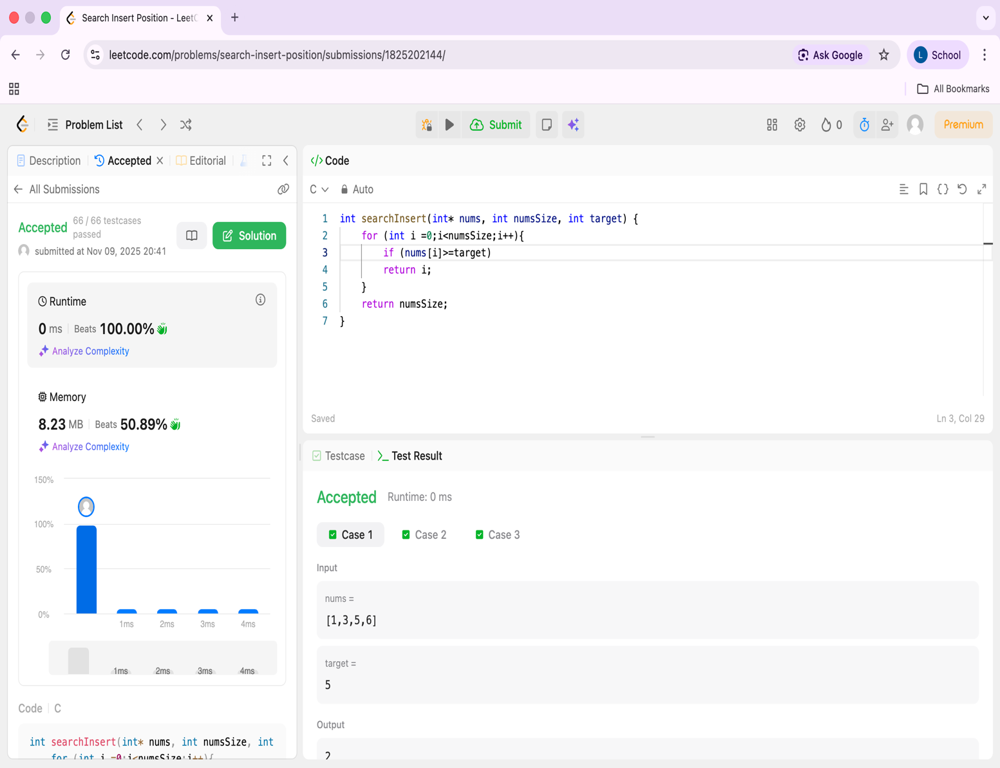 Search Insert Position - LeetC
leetcode.com/problems/search-insert-position/submissions/1825202144/
Ask Google
L School
All Bookmarks
Problem List
Submit
0
Premium
Description
Accepted
Editorial
All Submissions
Accepted
66 / 66 testcases
passed
submitted at Nov 09, 2025 20:41
Solution
Runtime
0 ms
Beats 100.00%
Analyze Complexity
Memory
8.23 MB
Beats 50.89%
Analyze Complexity
150%
100%
50%
0%
1ms 2ms 3ms 4ms
1ms 2ms 3ms 4ms
Code
C
int searchInsert(int* nums, int numsSize, int
for (int i =0;i<numsSize;i++){
Code
C
Auto
1 int searchInsert(int* nums, int numsSize, int target) {
2 for (int i =0;i<numsSize;i++){
3 if (nums[i]>=target)
4 return i;
5 }
6 return numsSize;
7 }
Saved
Ln 3, Col 29
Testcase
>_ Test Result
Accepted
Runtime: 0 ms
Case 1
Case 2
Case 3
Input
nums =
[1,3,5,6]
target =
5
Output
2